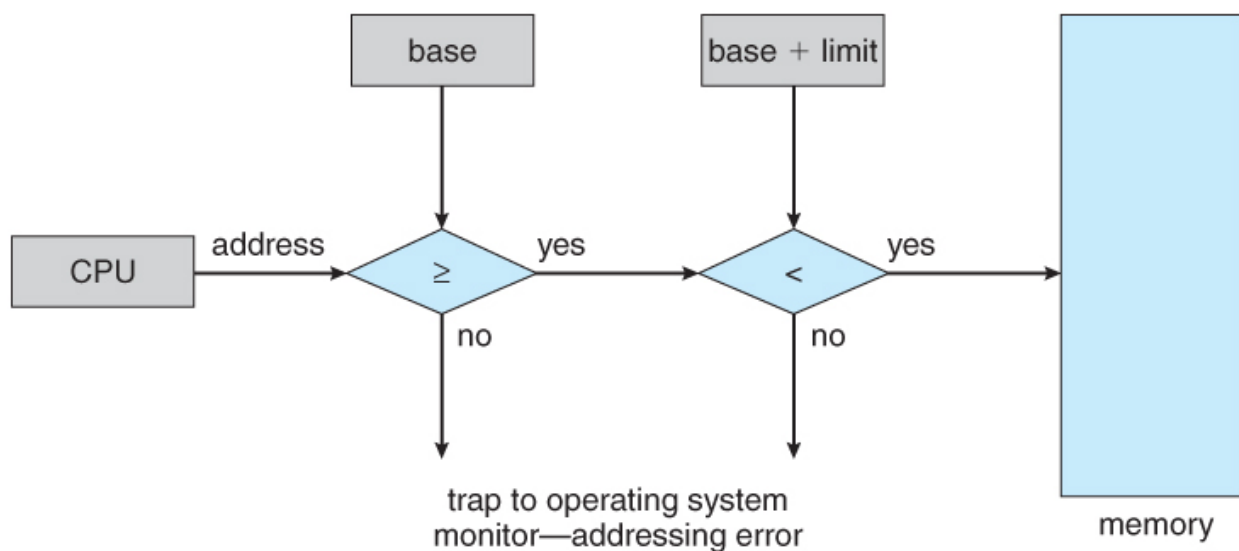 base
base + limit
address
yes
yes
CPU
≥
<
no
no
trap to operating system
monitor—addressing error
memory